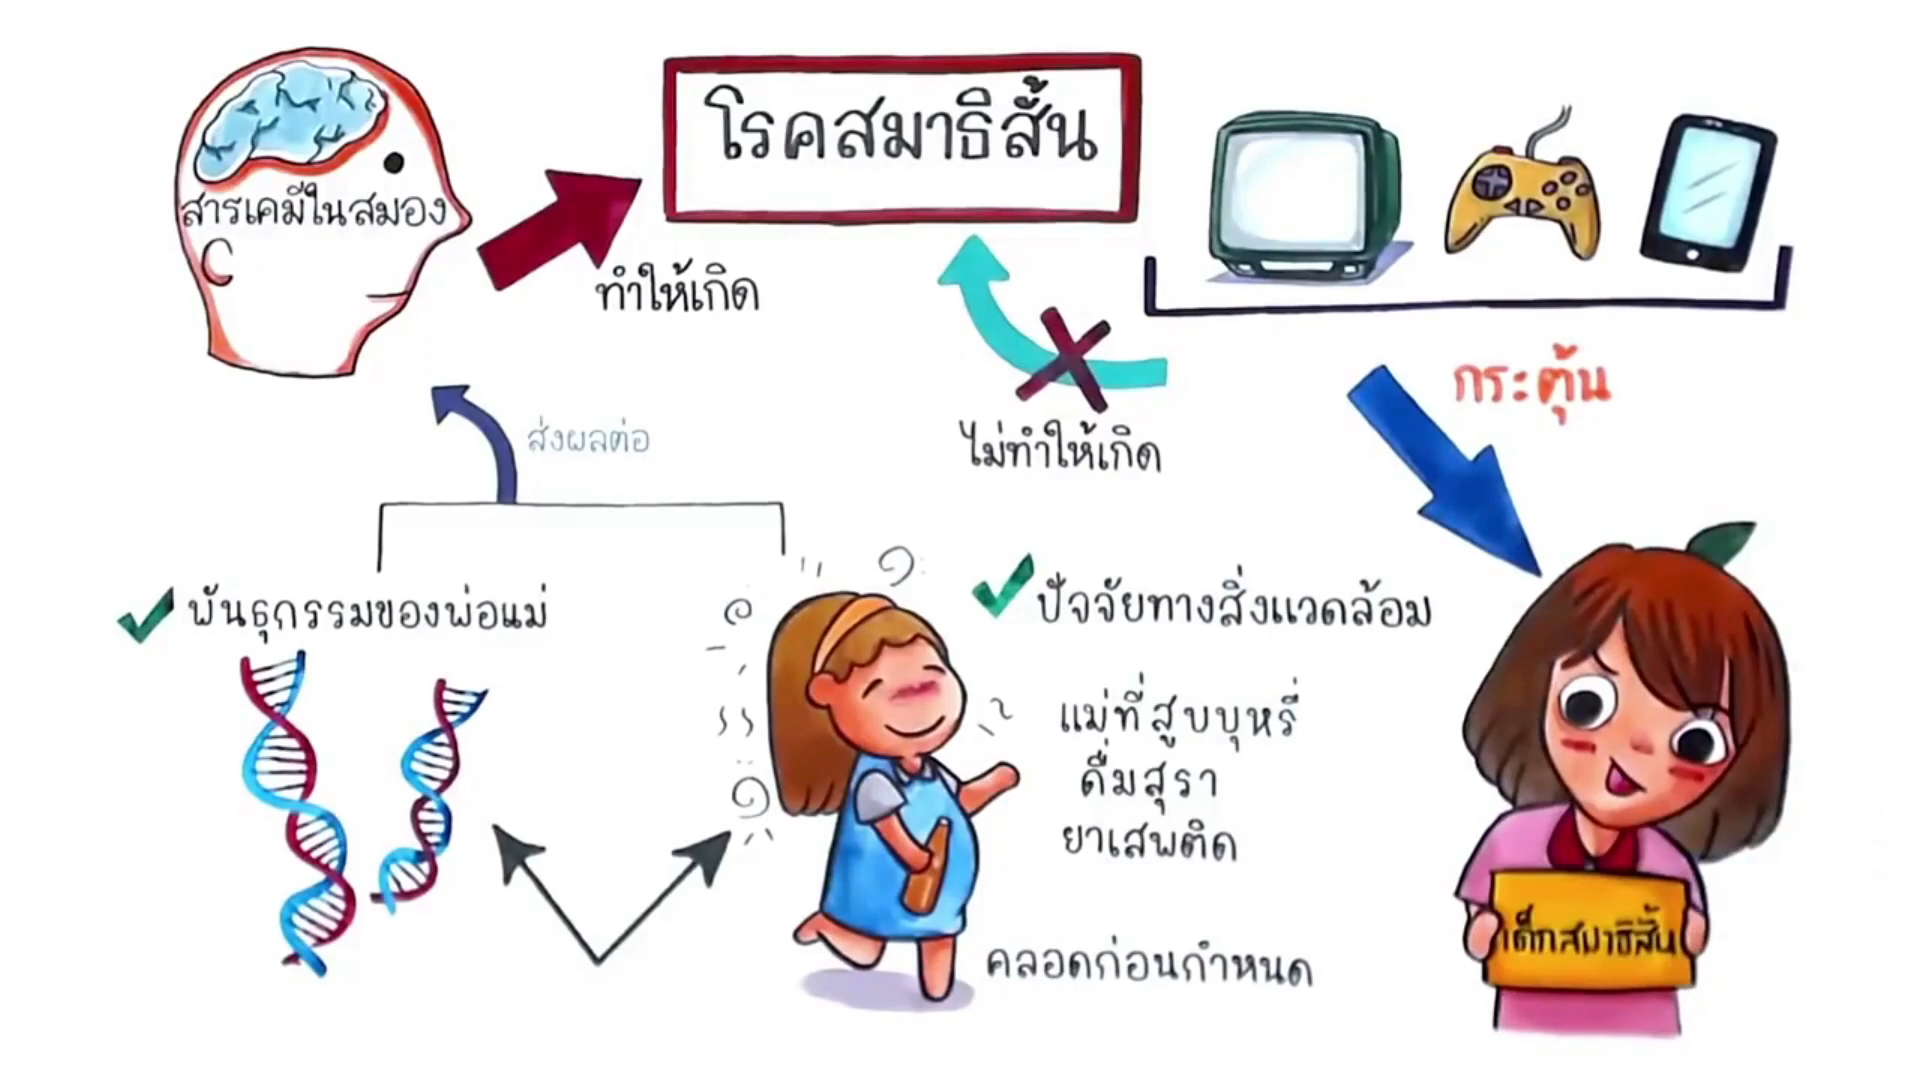 โรคสมาธิสั้น
สารเคมีในสมอง
ทำให้เกิด
กระตุ้น
ส่งผลต่อ
ไม่ทำให้เกิด
พันธุกรรมของพ่อแม่
ปัจจัยทางสิ่งแวดล้อม
แม่ที่สูบบุหรี่
ดื่มสุรา
ยาเสพติด
คลอดก่อนกำหนด
เด็กสมาธิสั้น